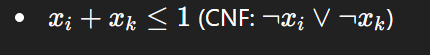 • xᵢ + xₖ ≤ 1 (CNF: ¬xᵢ ∨ ¬xₖ)